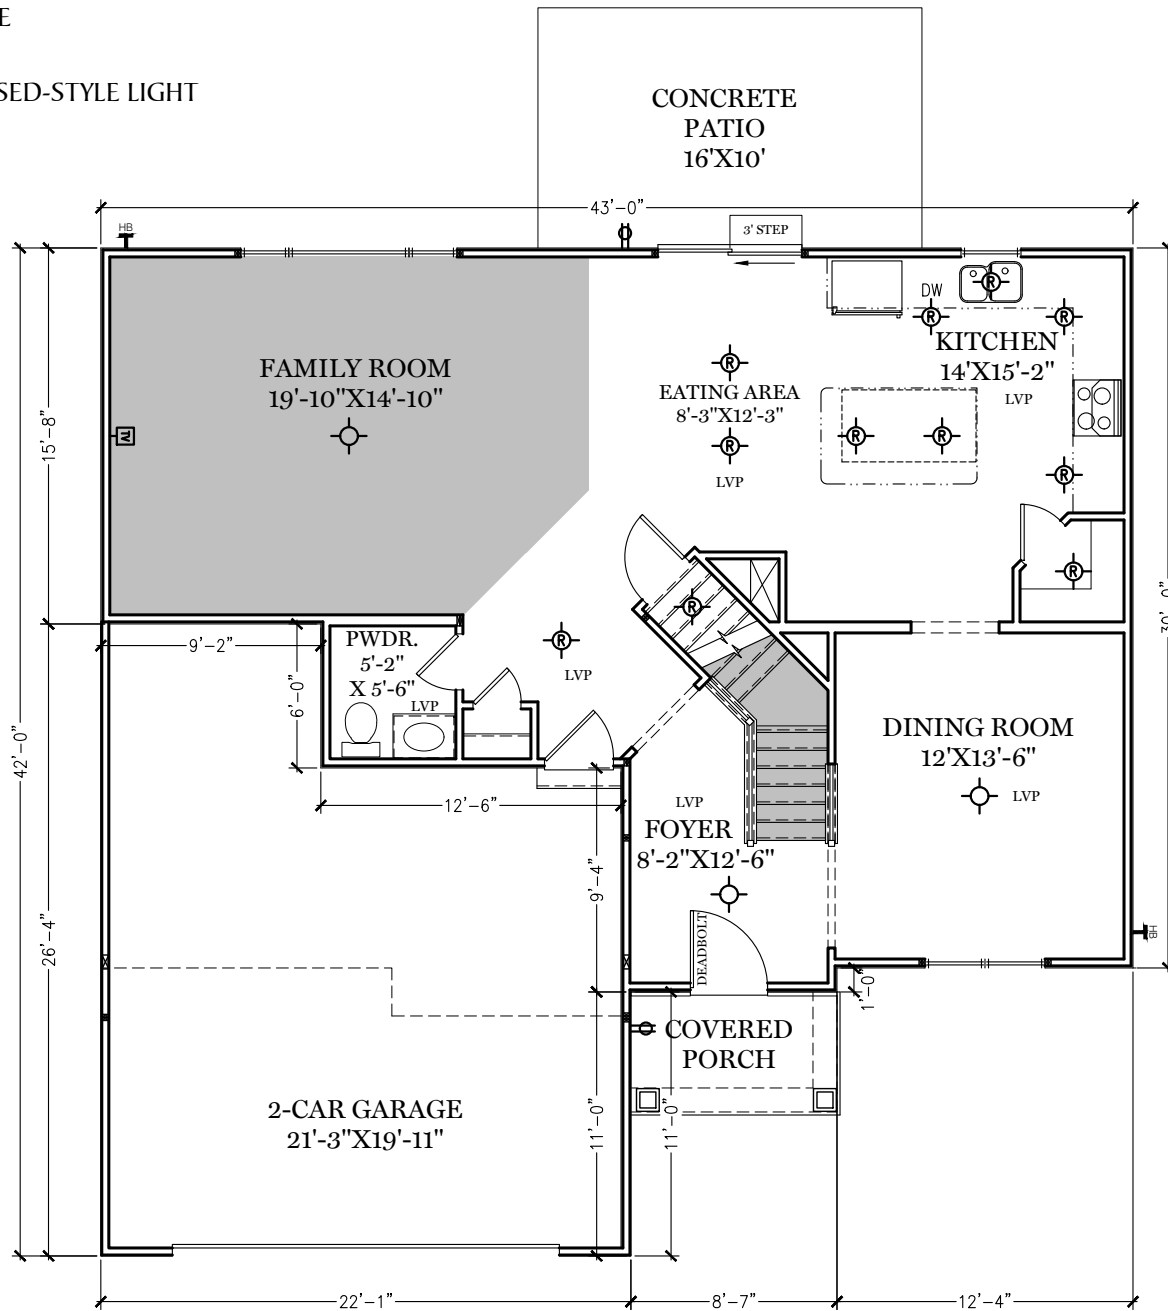 E
SED-STYLE LIGHT
CONCRETE
PATIO
16'X10'
43'-0"
HB
3' STEP
DW
R
R
R
KITCHEN
14'X15'-2"
LVP
FAMILY ROOM
19'-10"X14'-10"
R
EATING AREA
8'-3"X12'-3"
R
LVP
R
R
R
TV
15'-8"
R
R
30'-0"
9'-2"
PWDR.
5'-2"
X 5'-6"
LVP
R
LVP
6'-0"
42'-0"
DINING ROOM
12'X13'-6"
LVP
12'-6"
LVP
FOYER
8'-2"X12'-6"
9'-4"
26'-4"
DEADBOLT
HB
1'-0"
COVERED
PORCH
2-CAR GARAGE
21'-3"X19'-11"
11'-0"
11'-0"
22'-1"
8'-7"
12'-4"